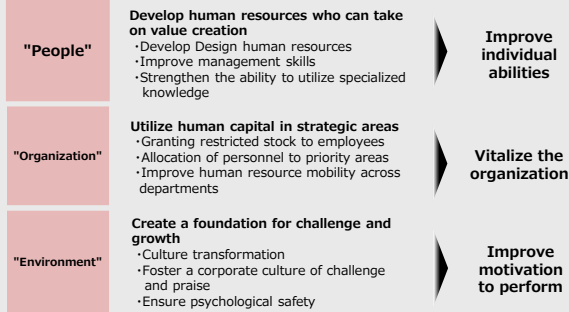 "People"
Develop human resources who can take
on value creation
・Develop Design human resources
・Improve management skills
・Strengthen the ability to utilize specialized
knowledge
Improve
individual
abilities
"Organization"
Utilize human capital in strategic areas
・Granting restricted stock to employees
・Allocation of personnel to priority areas
・Improve human resource mobility across
departments
Vitalize the
organization
"Environment"
Create a foundation for challenge and
growth
・Culture transformation
・Foster a corporate culture of challenge
and praise
・Ensure psychological safety
Improve
motivation
to perform